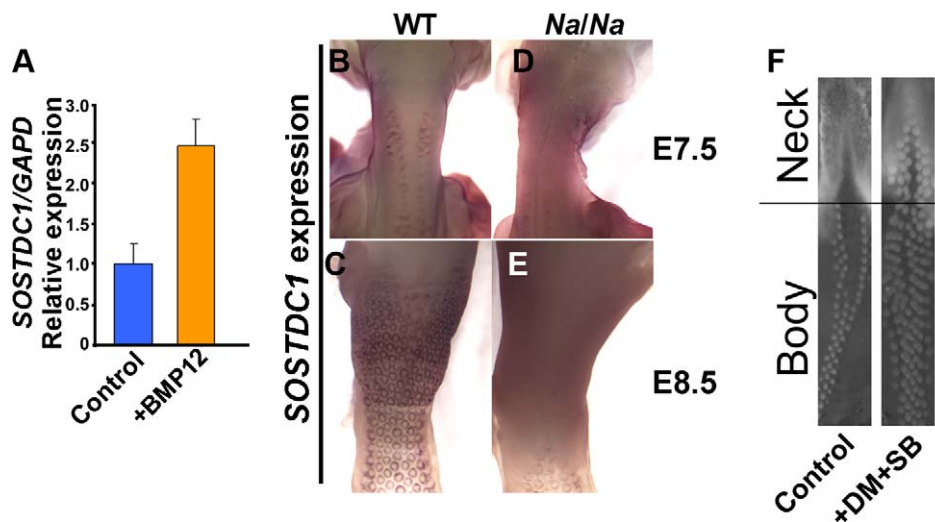 A
SOSTDC1/GAPD
Relative expression
3.0
2.5
2.0
1.5
1.0
0.5
0
Control
+BMP12
SOSTDC1 expression
WT
Na/Na
B
D
E7.5
C
E
E8.5
F
Neck
Body
Control
+DM+SB